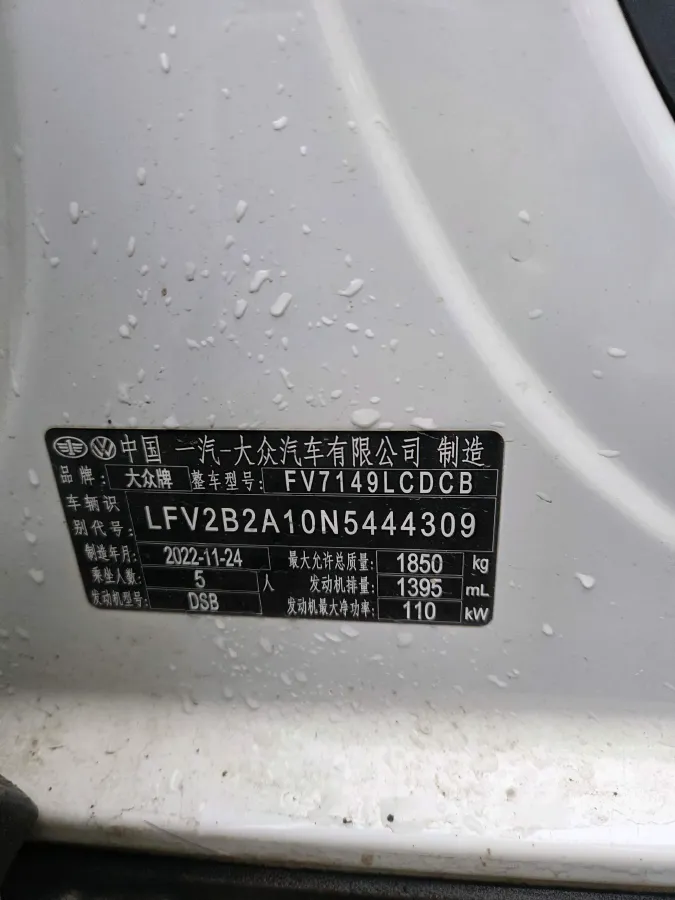 中国 一汽-大众汽车有限公司 制造
品牌: 大众牌 整车型号: FV7149LCDCB
车辆识别代号: LFV2B2A10N5444309
制造年月: 2022-11-24 最大允许总质量: 1850 kg
乘坐人数: 5 人 发动机排量: 1395 mL
发动机型号: DSB 发动机最大净功率: 110 kW